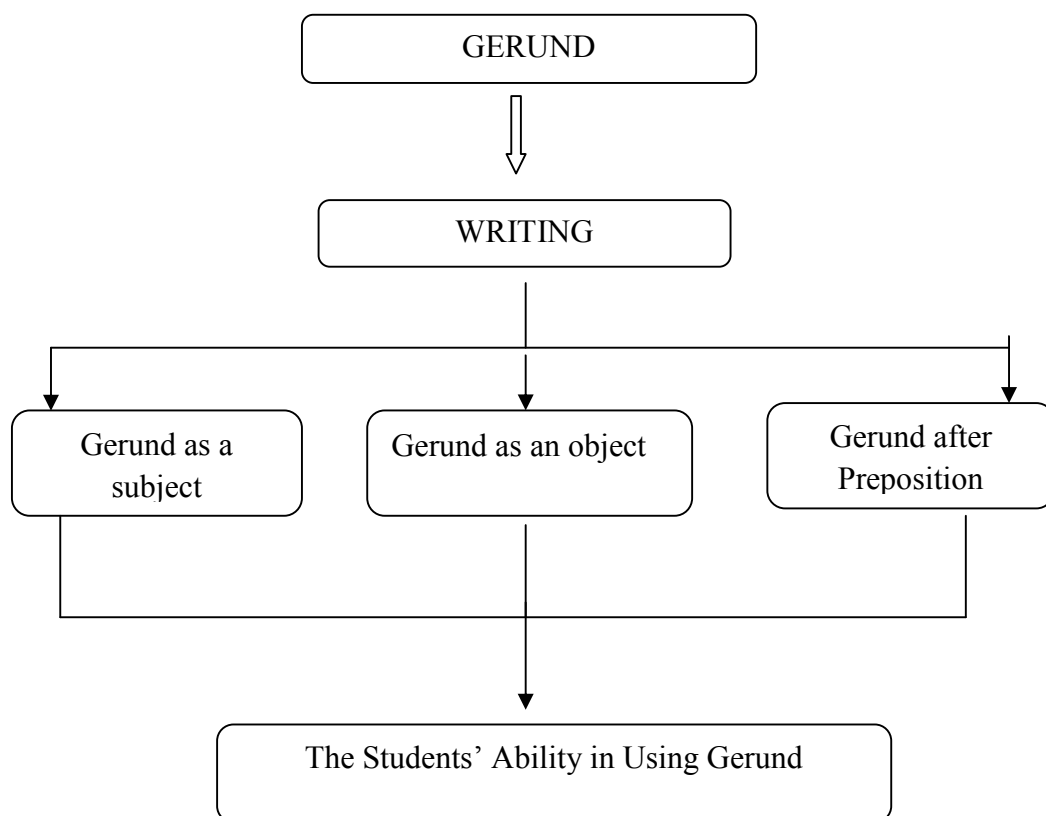 GERUND
WRITING
Gerund as a
subject
Gerund as an object
Gerund after
Preposition
The Students’ Ability in Using Gerund